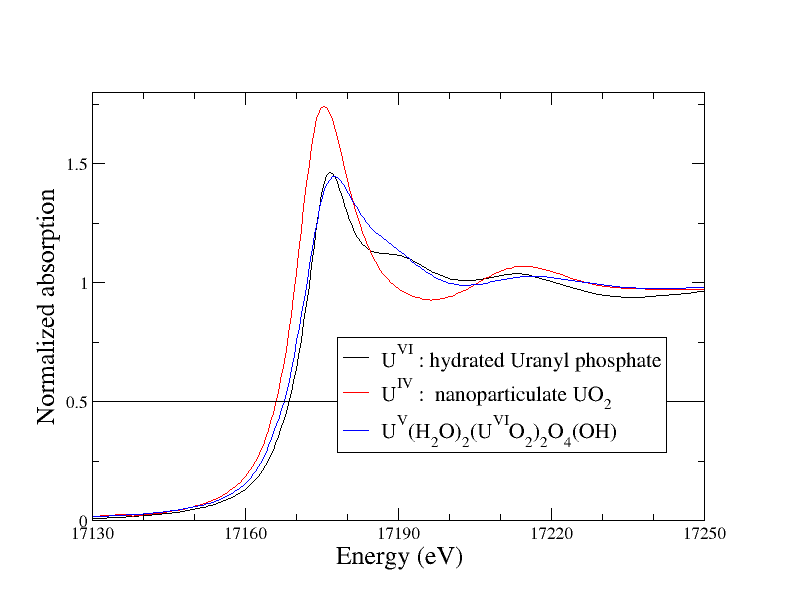 1.5
1
0.5
0
Normalized absorption
U^VI : hydrated Uranyl phosphate
U^IV : nanoparticulate UO_2
U^V(H_2O)_2(U^VIO_2)_2O_4(OH)
17130 17160 17190 17220 17250
Energy (eV)